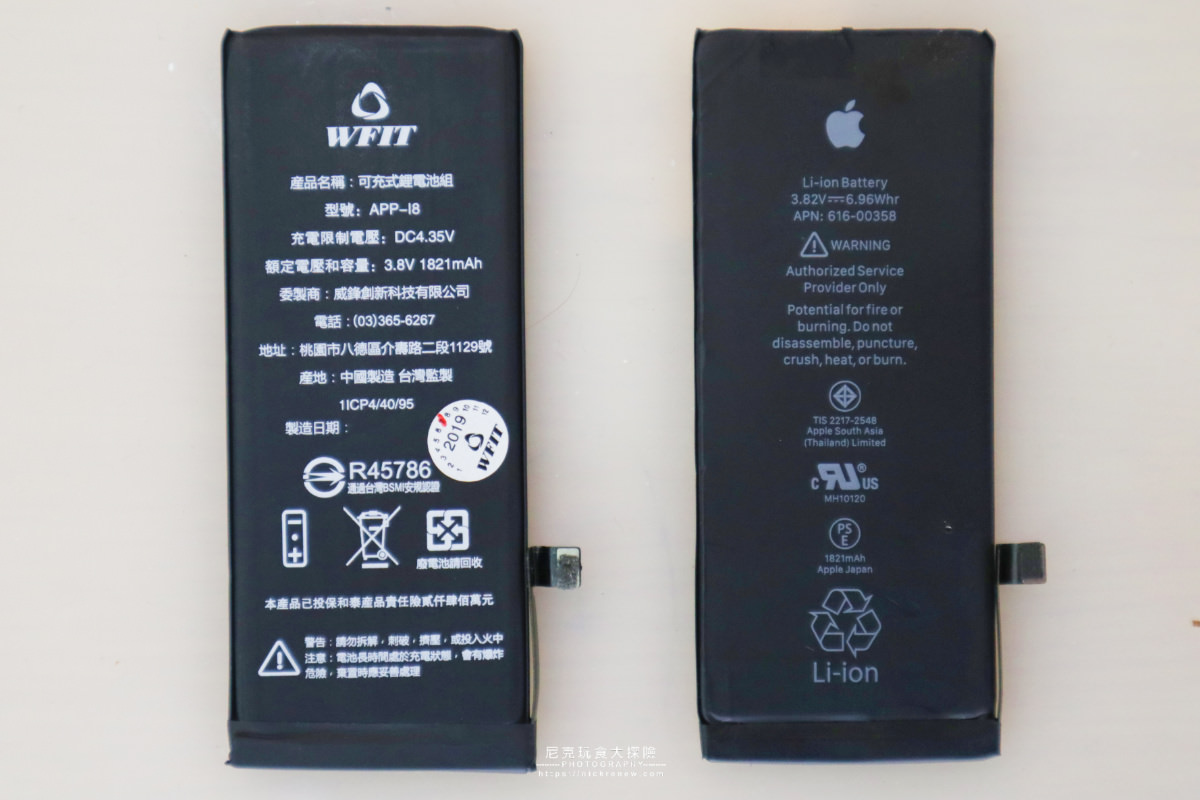 WFIT
產品名稱：可充式鋰電池組
型號：APP-I8
充電限制電壓：DC4.35V
額定電壓和容量：3.8V 1821mAh
委製商：威鋒創新科技有限公司
電話：(03)365-6267
地址：桃園市八德區介壽路二段1129號
產地：中國製造 台灣監製
1ICP4/40/95
製造日期：
2019
WFIT
R45786
通過台灣BSMI安規認證
廢電池請回收
本產品已投保和泰產品責任險貳仟肆佰萬元
警告：請勿拆解，刺破，擠壓，或投入火中
注意：電池長時間處於充電狀態，會有爆炸
危險，棄置時應妥善處理
Li-ion Battery
3.82V⎓6.96Whr
APN: 616-00358
WARNING
Authorized Service
Provider Only
Potential for fire or
burning. Do not
disassemble, puncture,
crush, heat, or burn.
TIS 2217-2548
Apple South Asia
(Thailand) Limited
c RU® US
MH10120
PS
E
1821mAh
Apple Japan
Li-ion
尼克玩食大探險
PHOTOGRAPHY
https://nickrenew.com/